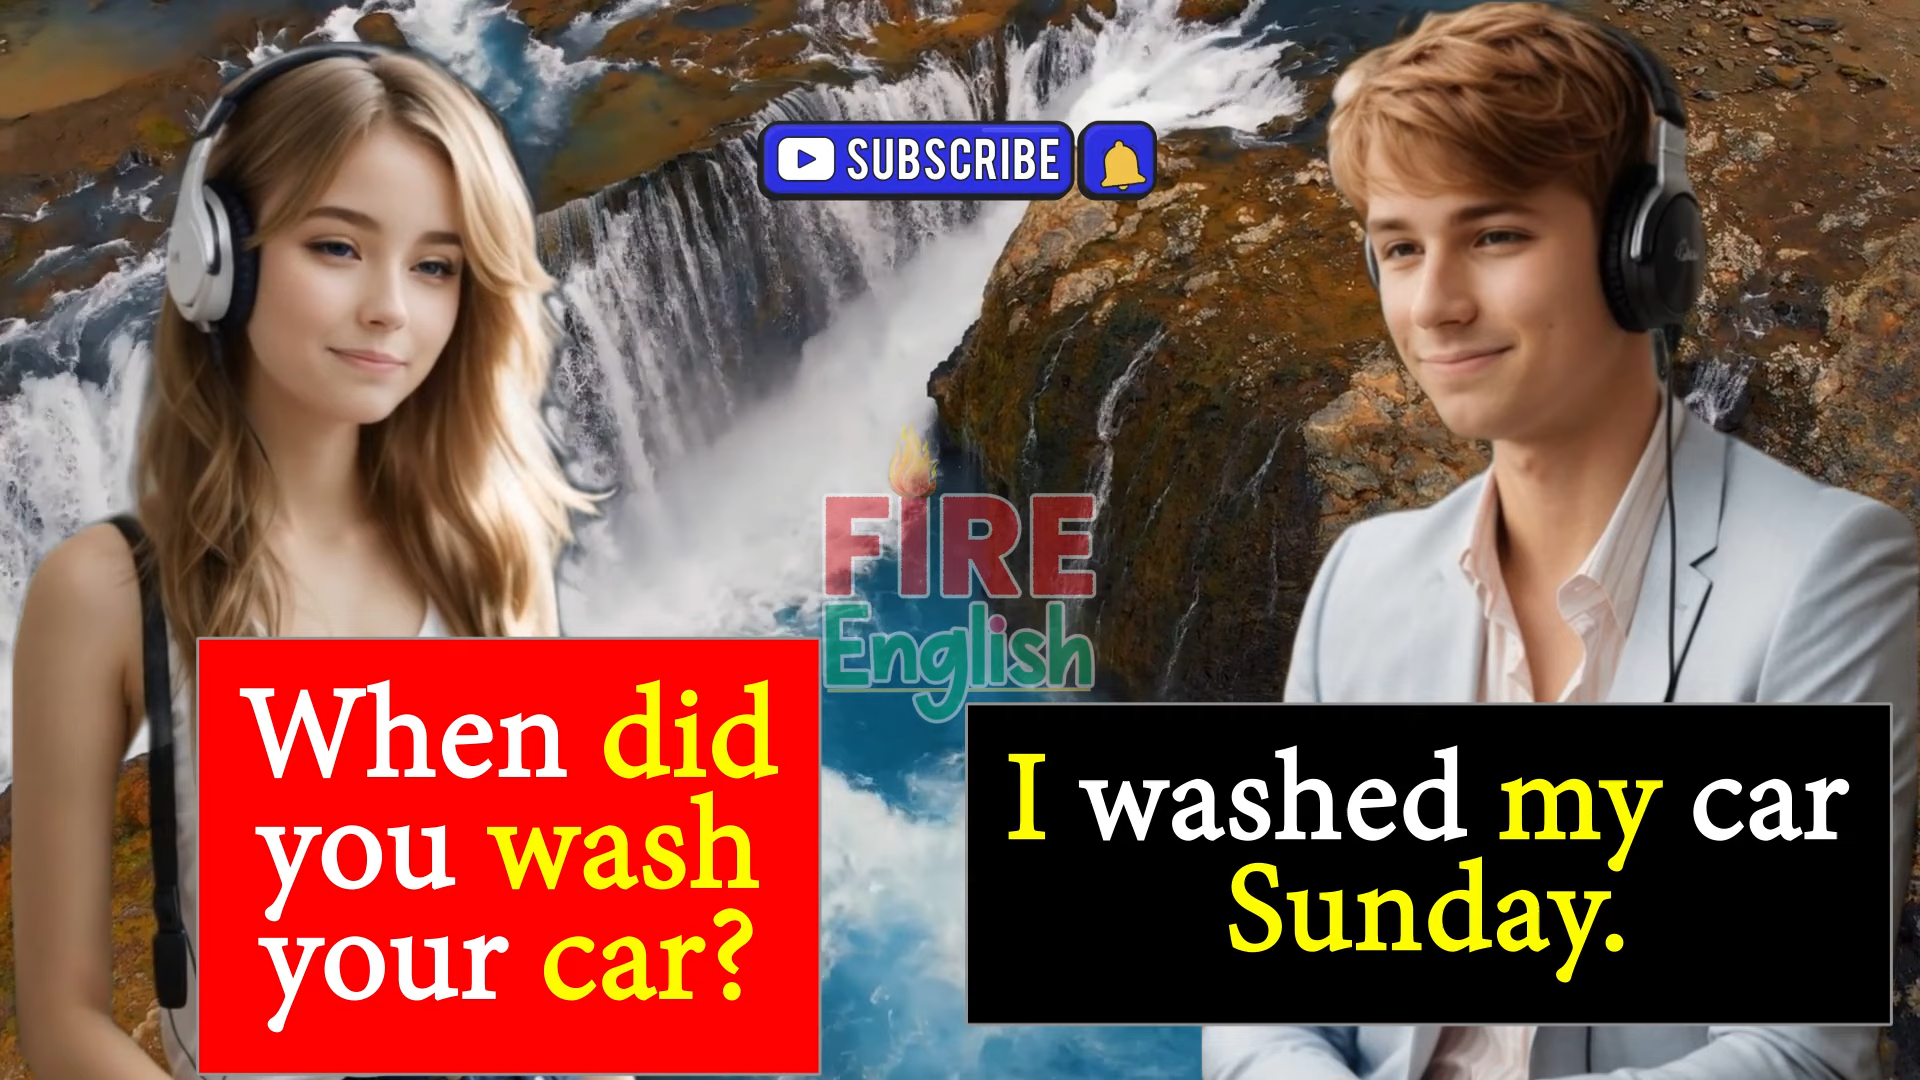 SUBSCRIBE
FIRE
English
When did
you wash
your car?
I washed my car
Sunday.